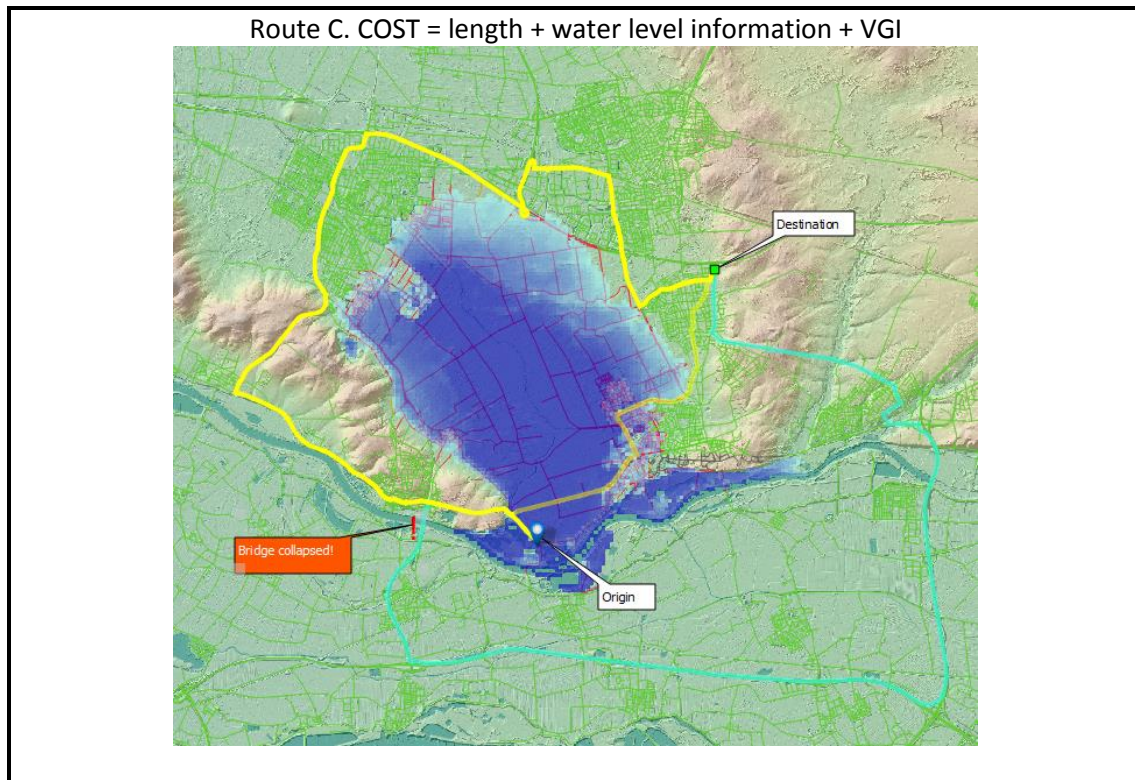 Route C. COST = length + water level information + VGI
Destination
Bridge collapsed!
Origin